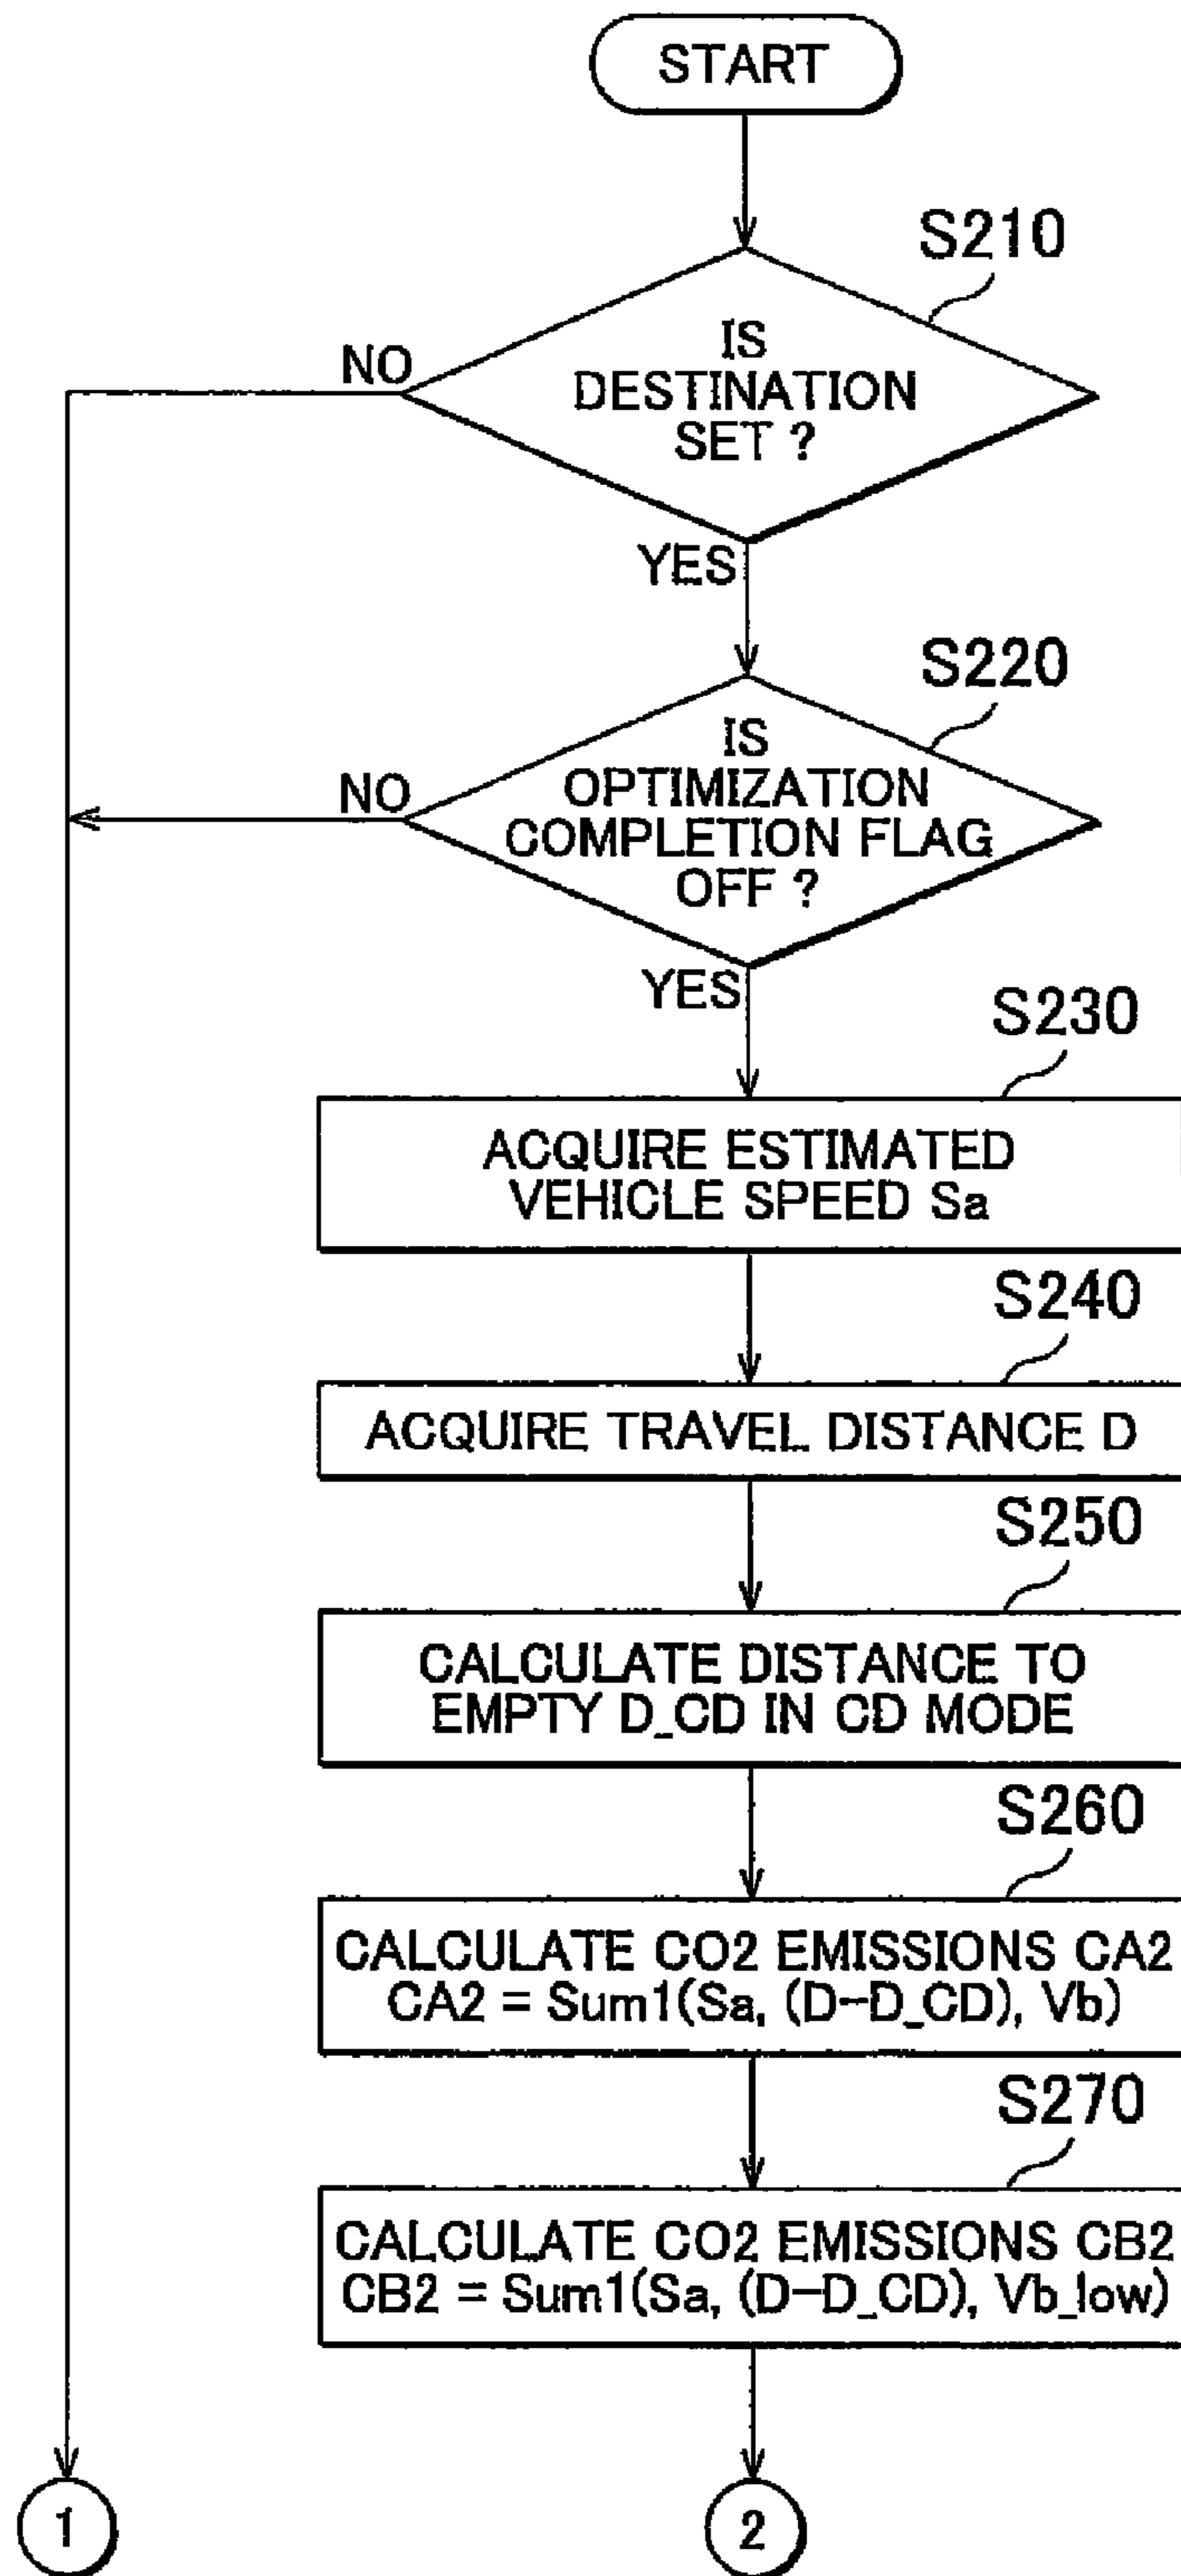 START
S210
IS
DESTINATION
SET ?
NO
YES
S220
IS
OPTIMIZATION
COMPLETION FLAG
OFF ?
NO
YES
S230
ACQUIRE ESTIMATED
VEHICLE SPEED Sa
S240
ACQUIRE TRAVEL DISTANCE D
S250
CALCULATE DISTANCE TO
EMPTY D_CD IN CD MODE
S260
CALCULATE CO2 EMISSIONS CA2
CA2 = Sum1(Sa, (D-D_CD), Vb)
S270
CALCULATE CO2 EMISSIONS CB2
CB2 = Sum1(Sa, (D-D_CD), Vb_low)
1
2